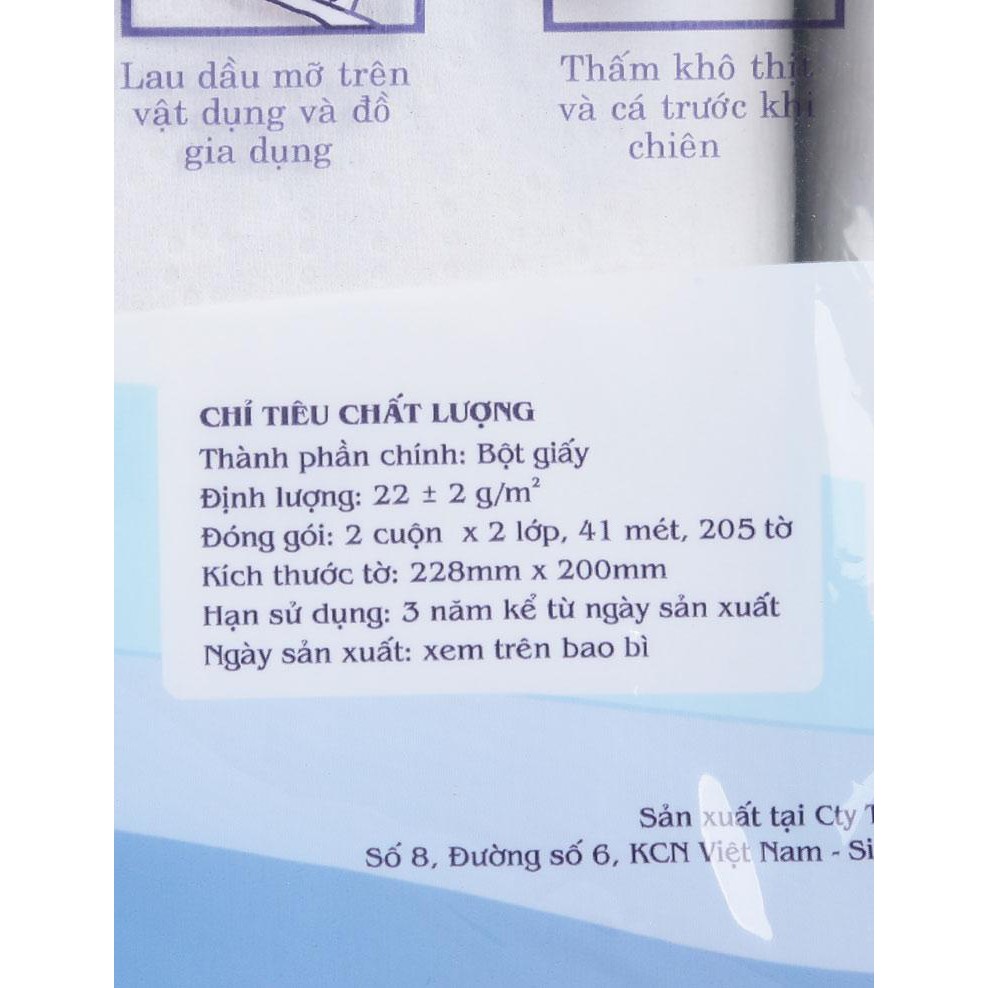 Lau dầu mỡ trên
vật dụng và đồ
gia dụng
Thấm khô thịt
và cá trước khi
chiên
CHỈ TIÊU CHẤT LƯỢNG
Thành phần chính: Bột giấy
Định lượng: 22 ± 2 g/m²
Đóng gói: 2 cuộn x 2 lớp, 41 mét, 205 tờ
Kích thước tờ: 228mm x 200mm
Hạn sử dụng: 3 năm kể từ ngày sản xuất
Ngày sản xuất: xem trên bao bì
Sản xuất tại Cty T
Số 8, Đường số 6, KCN Việt Nam - Si